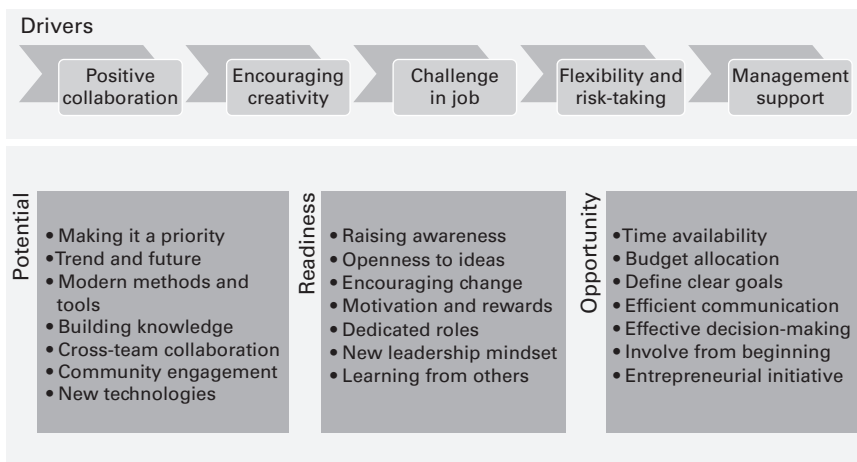 Drivers
Positive
collaboration
Encouraging
creativity
Challenge
in job
Flexibility and
risk-taking
Management
support
Potential
• Making it a priority
• Trend and future
• Modern methods and
tools
• Building knowledge
• Cross-team collaboration
• Community engagement
• New technologies
Readiness
• Raising awareness
• Openness to ideas
• Encouraging change
• Motivation and rewards
• Dedicated roles
• New leadership mindset
• Learning from others
Opportunity
• Time availability
• Budget allocation
• Define clear goals
• Efficient communication
• Effective decision-making
• Involve from beginning
• Entrepreneurial initiative